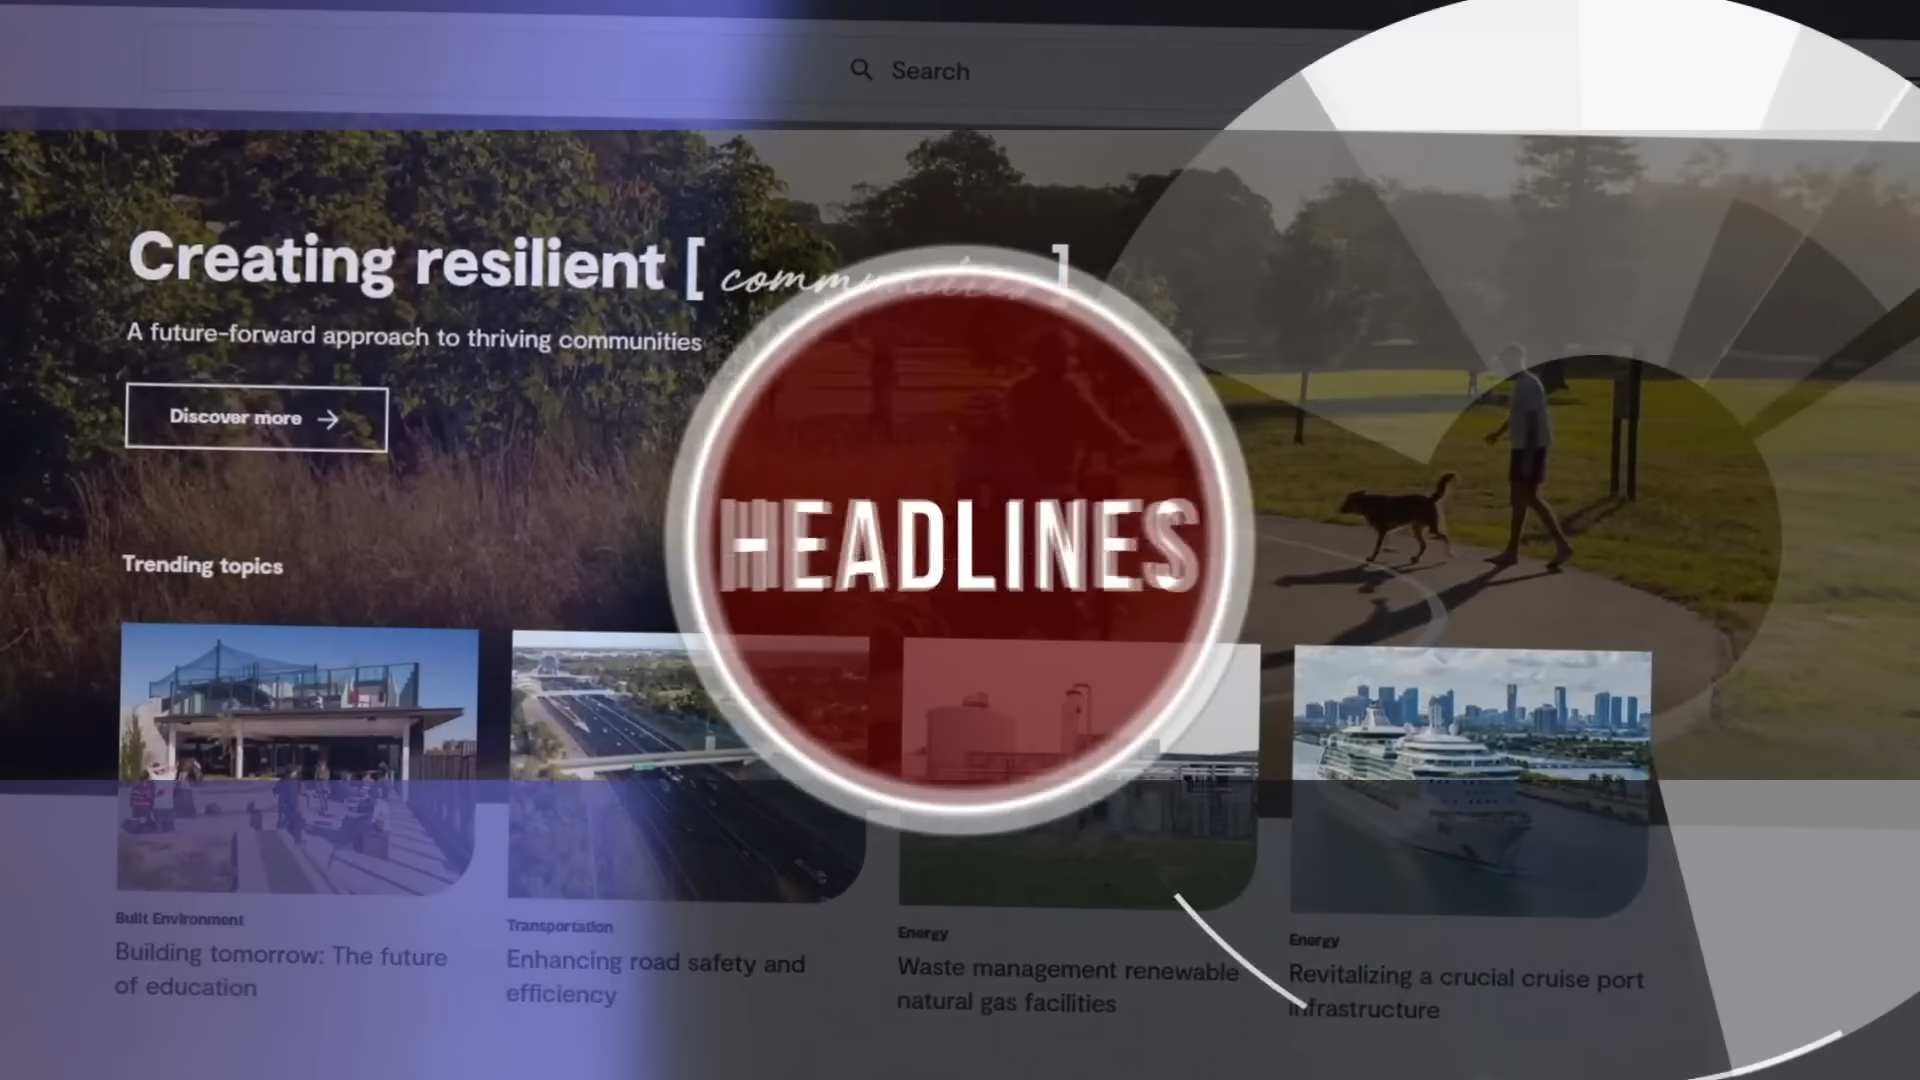 Search
Creating resilient [ communities ]
A future-forward approach to thriving communities
Discover more →
HEADLINES
Trending topics
Built Environment
Building tomorrow: The future
of education
Transportation
Enhancing road safety and
efficiency
Energy
Waste management renewable
natural gas facilities
Energy
Revitalizing a crucial cruise port
infrastructure